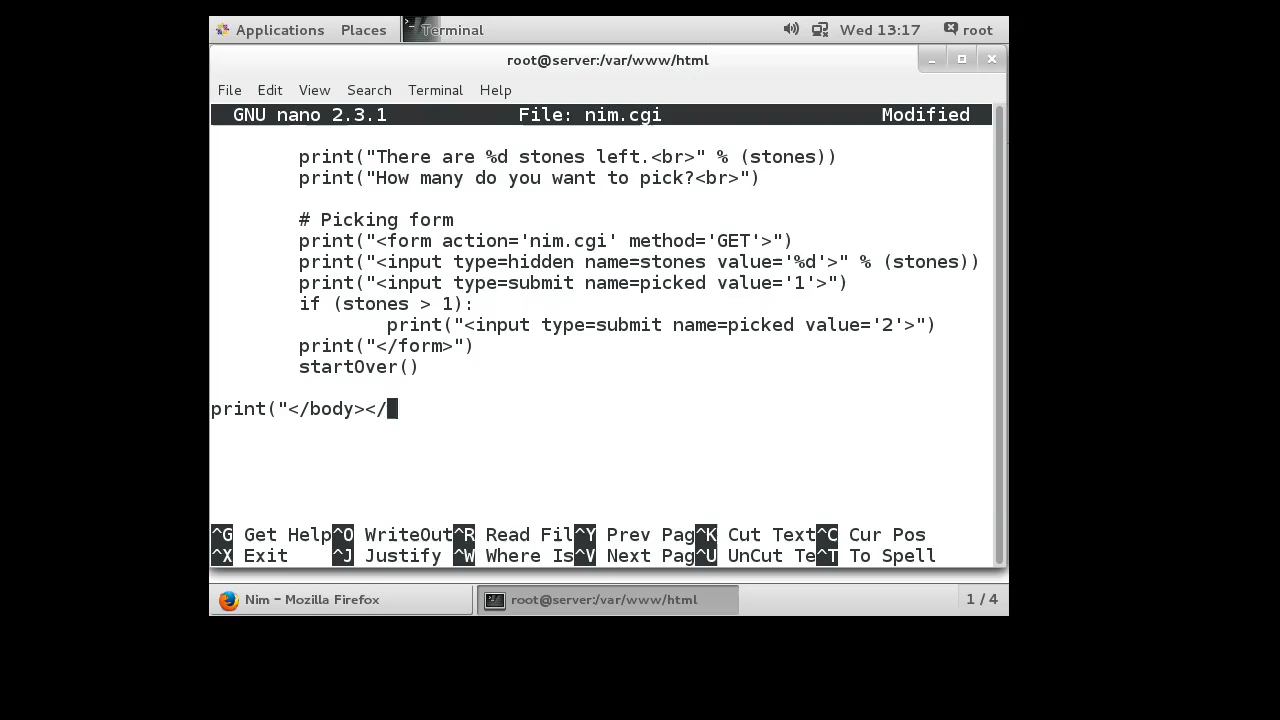 Applications Places Terminal Wed 13:17 root
root@server:/var/www/html
File Edit View Search Terminal Help
GNU nano 2.3.1 File: nim.cgi Modified
print("There are %d stones left.<br>" % (stones))
print("How many do you want to pick?<br>")
# Picking form
print("<form action='nim.cgi' method='GET'>")
print("<input type=hidden name=stones value='%d'>" % (stones))
print("<input type=submit name=picked value='1'>")
if (stones > 1):
print("<input type=submit name=picked value='2'>")
print("</form>")
startOver()
print("</body></
^G Get Help ^O WriteOut ^R Read Fil ^Y Prev Pag ^K Cut Text ^C Cur Pos
^X Exit ^J Justify ^W Where Is ^V Next Pag ^U UnCut Te ^T To Spell
Nim - Mozilla Firefox root@server:/var/www/html 1 / 4